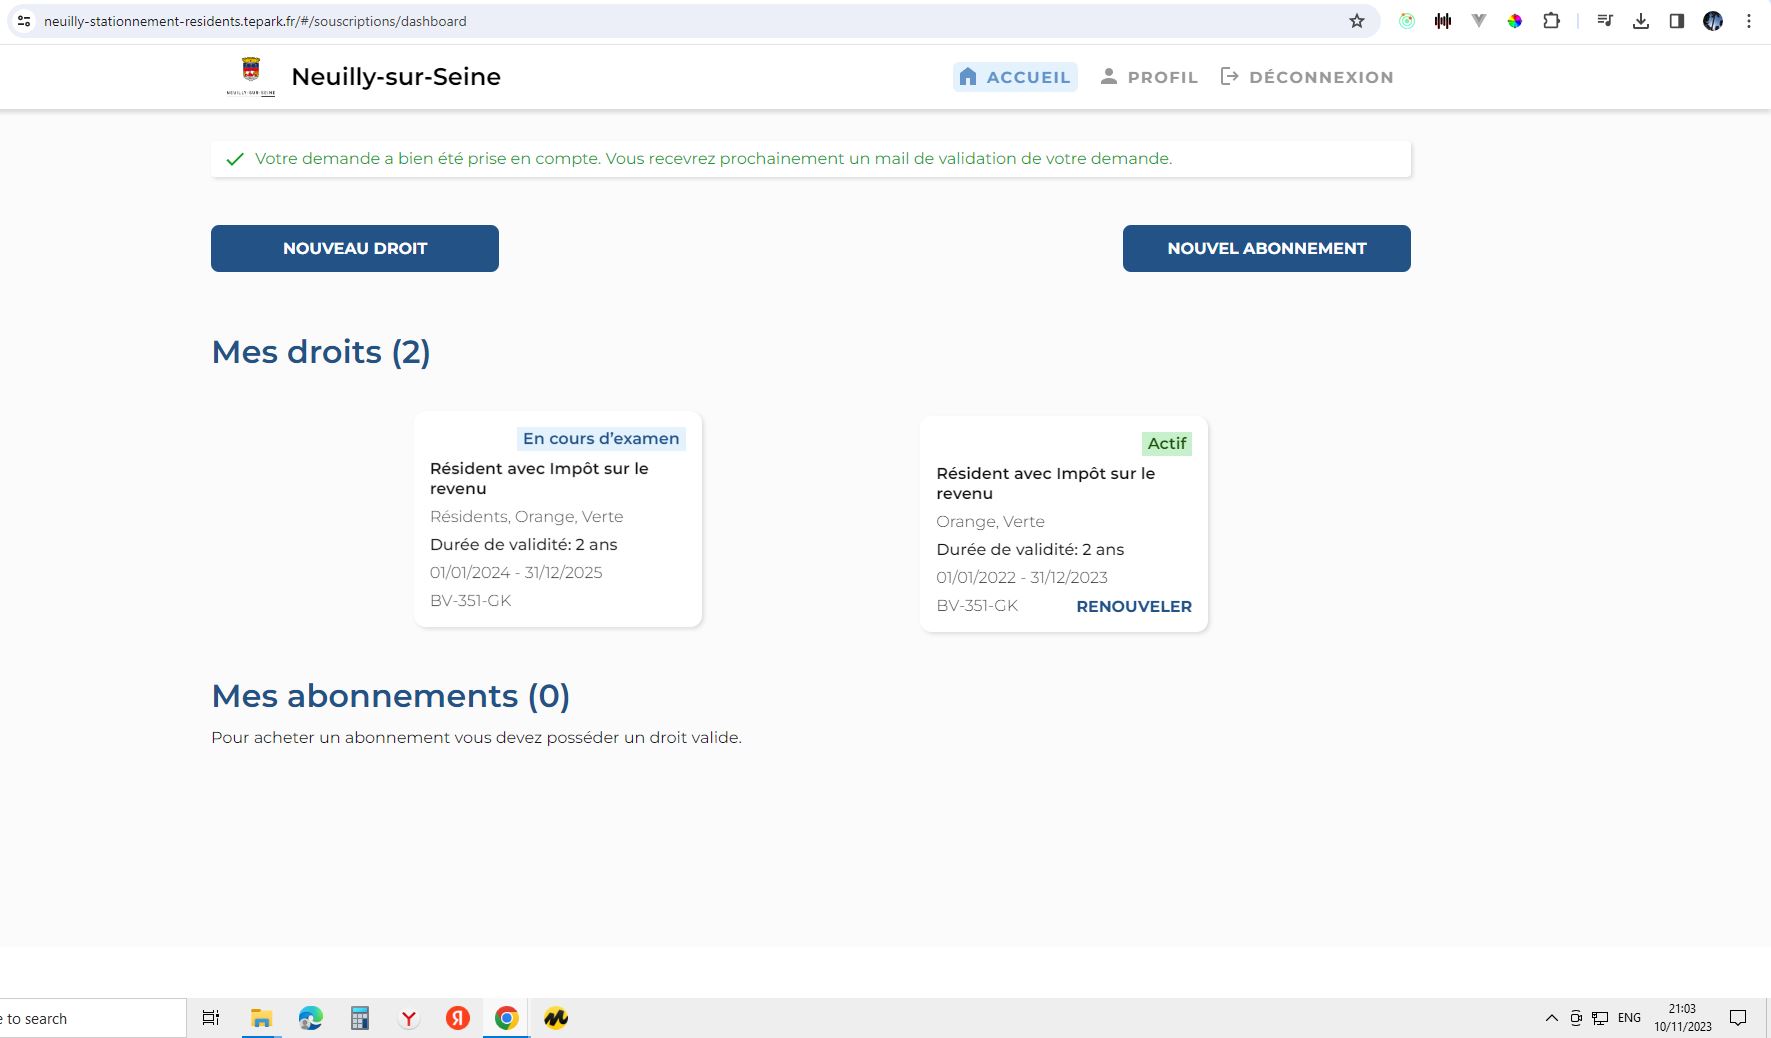 neuilly-stationnement-residents.tepark.fr/#/souscriptions/dashboard
Neuilly-sur-Seine
ACCUEIL
PROFIL
DÉCONNEXION
Votre demande a bien été prise en compte. Vous recevrez prochainement un mail de validation de votre demande.
NOUVEAU DROIT
NOUVEL ABONNEMENT
Mes droits (2)
En cours d’examen
Résident avec Impôt sur le
revenu
Résidents, Orange, Verte
Durée de validité: 2 ans
01/01/2024 - 31/12/2025
BV-351-GK
Actif
Résident avec Impôt sur le
revenu
Orange, Verte
Durée de validité: 2 ans
01/01/2022 - 31/12/2023
BV-351-GK
RENOUVELER
Mes abonnements (0)
Pour acheter un abonnement vous devez posséder un droit valide.
to search
ENG
21:03
10/11/2023